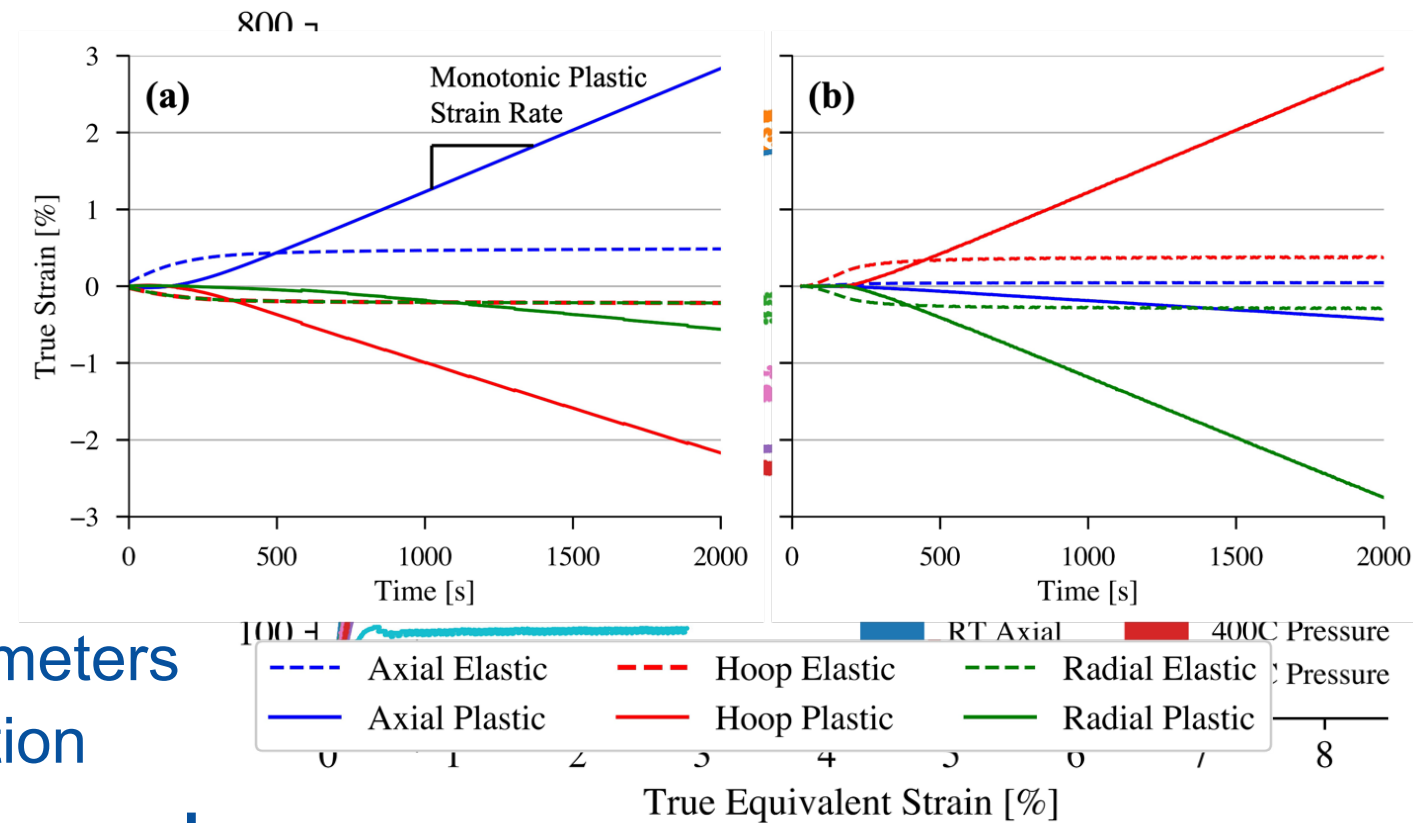 800
3
2
1
0
−1
−2
−3
True Strain [%]
(a)
Monotonic Plastic
Strain Rate
(b)
0 500 1000 1500 2000
Time [s]
0 500 1000 1500 2000
Time [s]
100
RT Axial
400C Pressure
C Pressure
meters
tion
Axial Elastic
Hoop Elastic
Radial Elastic
Axial Plastic
Hoop Plastic
Radial Plastic
0 1 2 3 4 5 6 7 8
True Equivalent Strain [%]